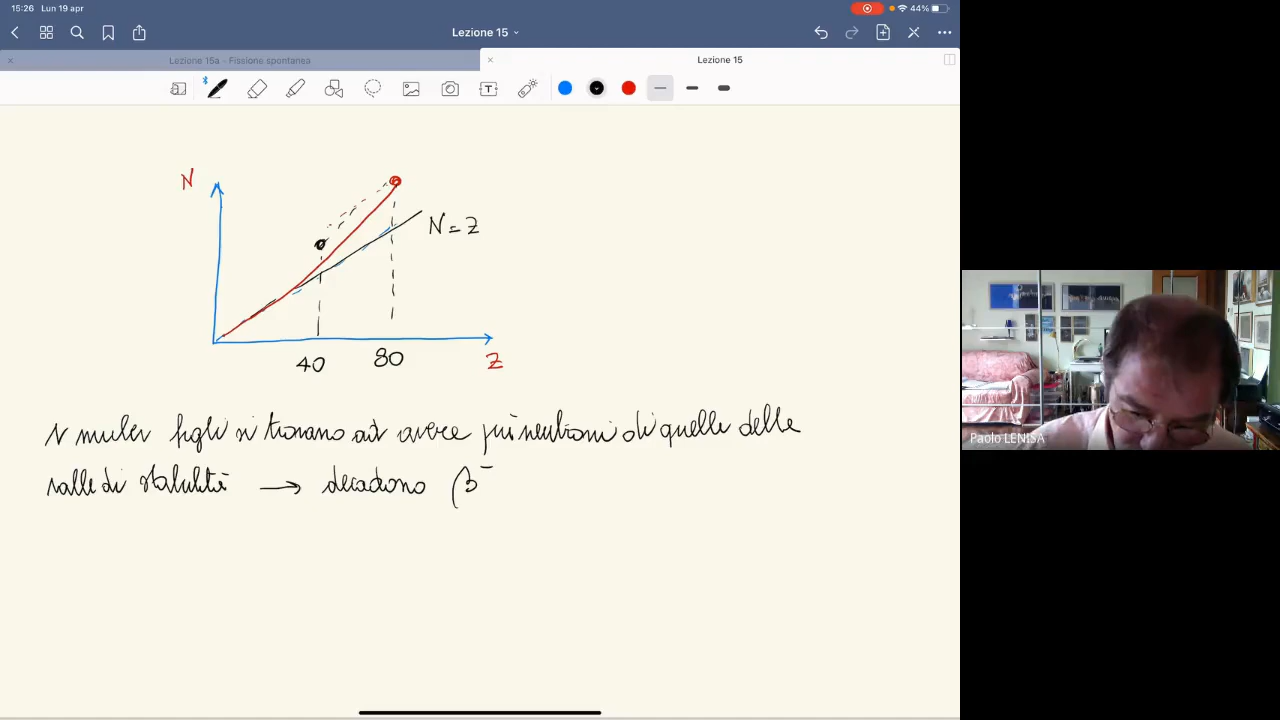 15:26 Lun 19 apr
44%
Lezione 15
Lezione 15a - Fissione spontanea
Lezione 15
N
N = Z
40
80
Z
I nuclei figli si trovano ad avere più neutroni di quelle delle
valle di stabilità → decadono β⁻
Paolo LENISA